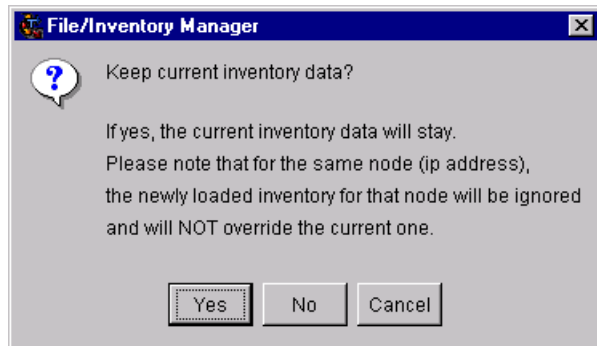 File/Inventory Manager
Keep current inventory data?
If yes, the current inventory data will stay.
Please note that for the same node (ip address),
the newly loaded inventory for that node will be ignored
and will NOT override the current one.
Yes No Cancel